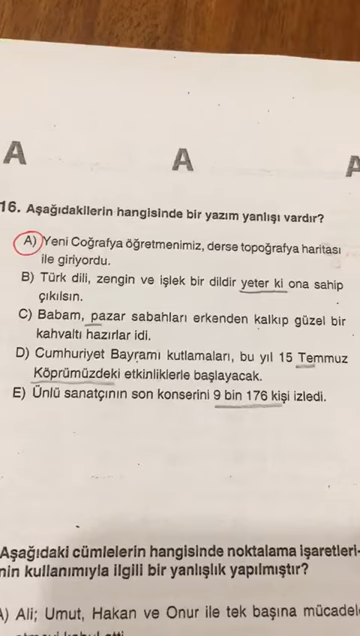 A A A
16. Aşağıdakilerin hangisinde bir yazım yanlışı vardır?
A) Yeni Coğrafya öğretmenimiz, derse topoğrafya haritası
ile giriyordu.
B) Türk dili, zengin ve işlek bir dildir yeter ki ona sahip
çıkılsın.
C) Babam, pazar sabahları erkenden kalkıp güzel bir
kahvaltı hazırlar idi.
D) Cumhuriyet Bayramı kutlamaları, bu yıl 15 Temmuz
Köprümüzdeki etkinliklerle başlayacak.
E) Ünlü sanatçının son konserini 9 bin 176 kişi izledi.
Aşağıdaki cümlelerin hangisinde noktalama işaretleri-
nin kullanımıyla ilgili bir yanlışlık yapılmıştır?
A) Ali; Umut, Hakan ve Onur ile tek başına